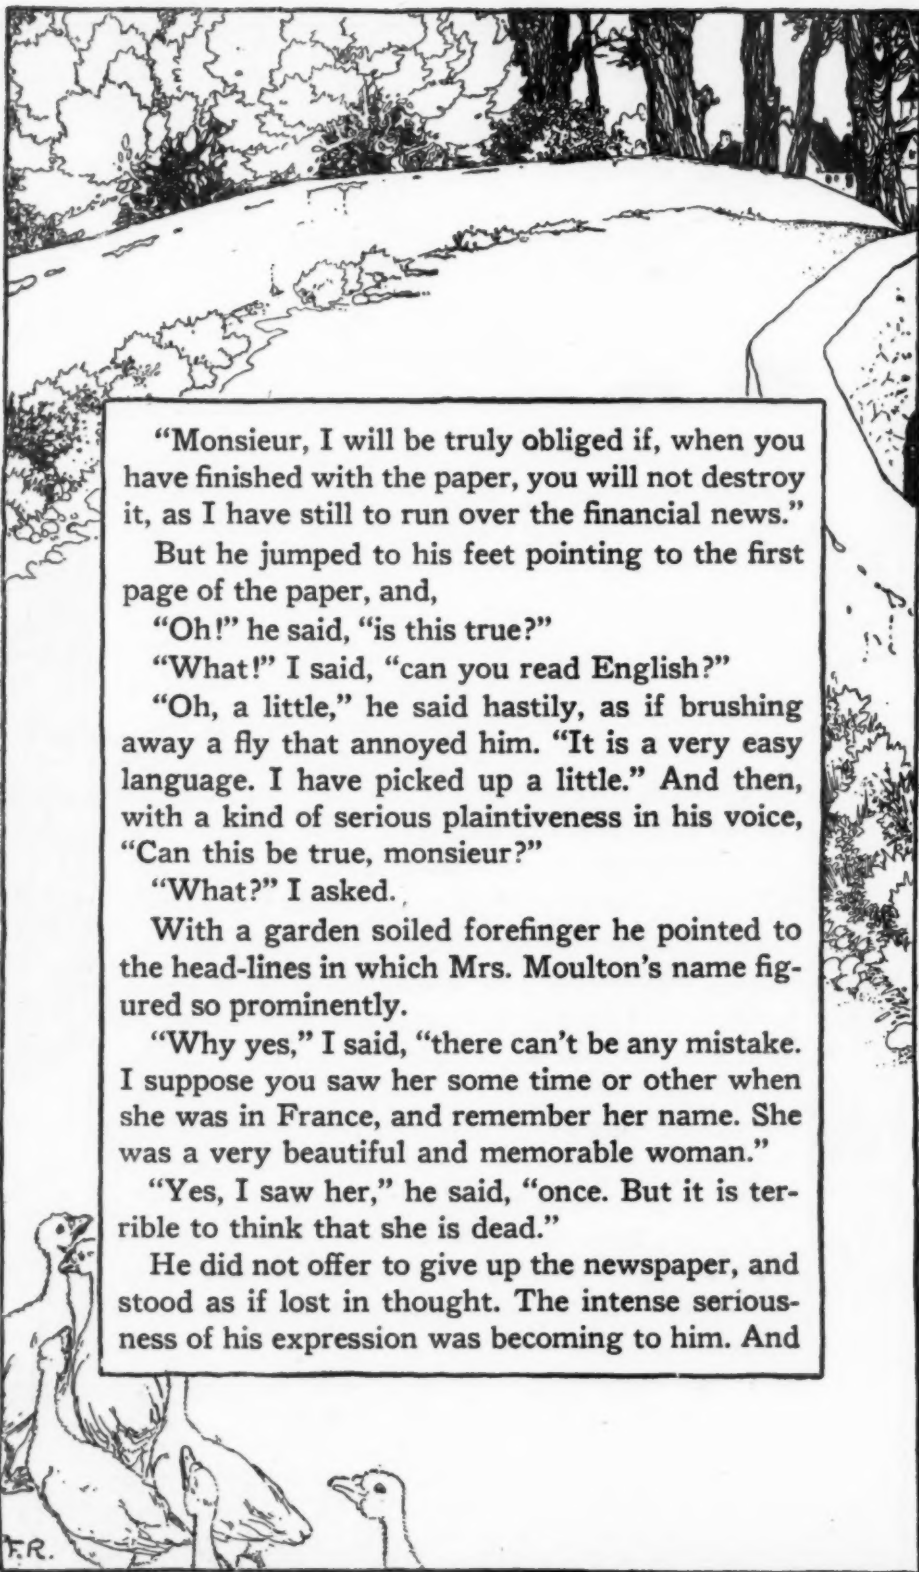 “Monsieur, I will be truly obliged if, when you
have finished with the paper, you will not destroy
it, as I have still to run over the financial news.”
But he jumped to his feet pointing to the first
page of the paper, and,
“Oh!” he said, “is this true?”
“What!” I said, “can you read English?”
“Oh, a little,” he said hastily, as if brushing
away a fly that annoyed him. “It is a very easy
language. I have picked up a little.” And then,
with a kind of serious plaintiveness in his voice,
“Can this be true, monsieur?”
“What?” I asked.
With a garden soiled forefinger he pointed to
the head-lines in which Mrs. Moulton’s name fig-
ured so prominently.
“Why yes,” I said, “there can’t be any mistake.
I suppose you saw her some time or other when
she was in France, and remember her name. She
was a very beautiful and memorable woman.”
“Yes, I saw her,” he said, “once. But it is ter-
rible to think that she is dead.”
He did not offer to give up the newspaper, and
stood as if lost in thought. The intense serious-
ness of his expression was becoming to him. And
F.R.